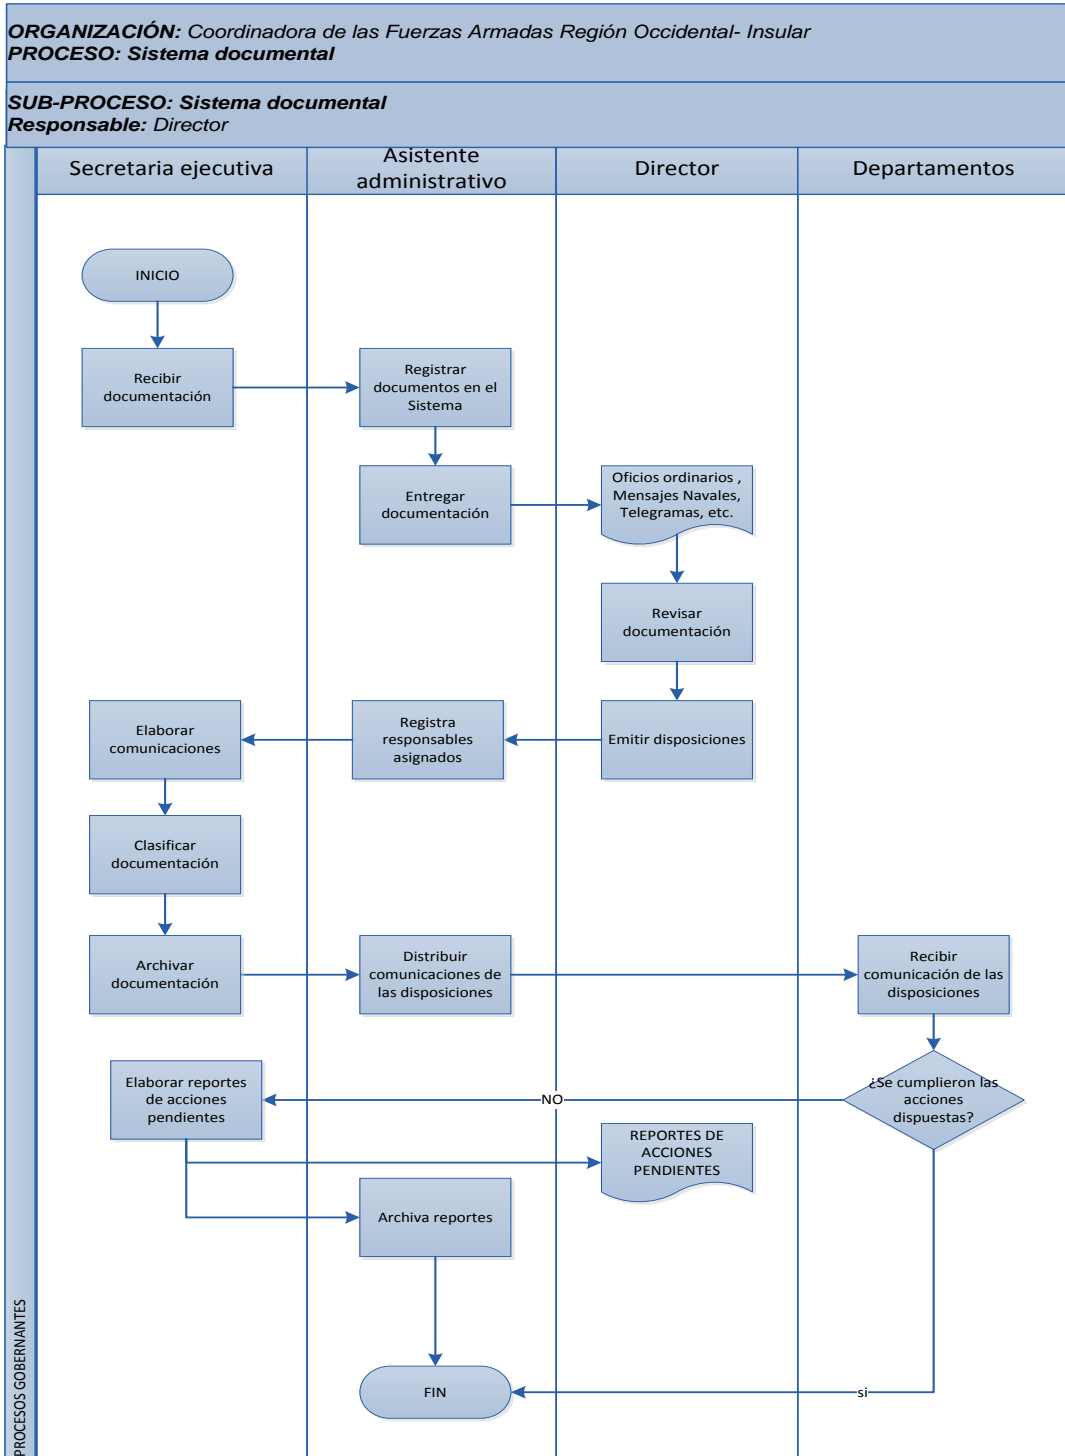 ORGANIZACIÓN: Coordinadora de las Fuerzas Armadas Región Occidental- Insular
PROCESO: Sistema documental
SUB-PROCESO: Sistema documental
Responsable: Director
Secretaria ejecutiva
Asistente
administrativo
Director
Departamentos
INICIO
Recibir
documentación
Registrar
documentos en el
Sistema
Entregar
documentación
Oficios ordinarios ,
Mensajes Navales,
Telegramas, etc.
Revisar
documentación
Emitir disposiciones
Registra
responsables
asignados
Elaborar
comunicaciones
Clasificar
documentación
Archivar
documentación
Distribuir
comunicaciones de
las disposiciones
Recibir
comunicación de las
disposiciones
¿Se cumplieron las
acciones
dispuestas?
NO
Elaborar reportes
de acciones
pendientes
REPORTES DE
ACCIONES
PENDIENTES
Archiva reportes
si
FIN
PROCESOS GOBERNANTES